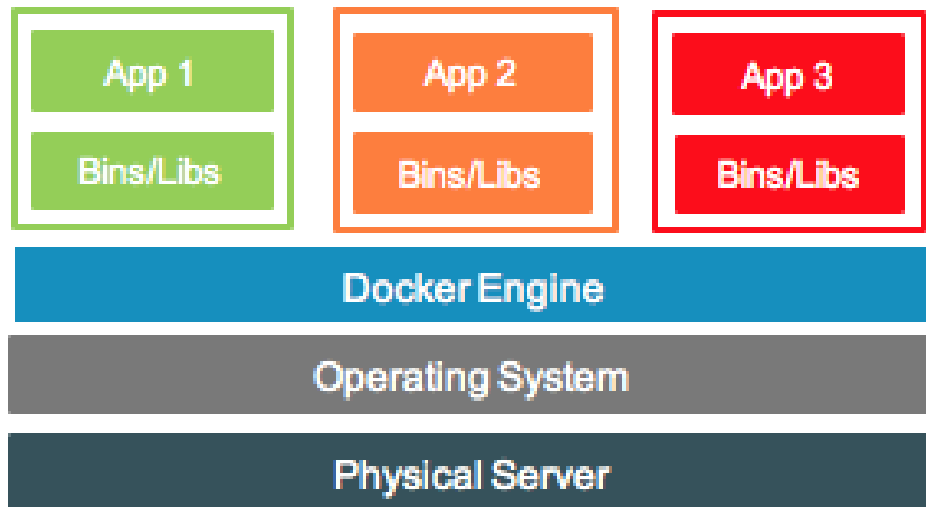 App 1
App 2
App 3
Bins/Libs
Bins/Libs
Bins/Libs
Docker Engine
Operating System
Physical Server